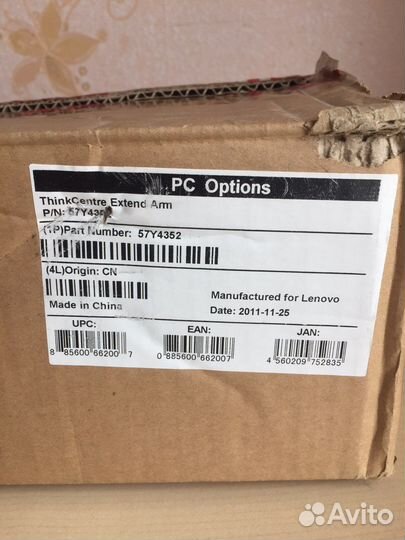 PC Options
ThinkCentre Extend Arm
P/N: 57Y4352
(1P)Part Number: 57Y4352
(4L)Origin: CN
Manufactured for Lenovo
Made in China
Date: 2011-11-25
UPC: EAN: JAN:
8 85600 66200 7 0 885600 662007 4 560209 752835
Avito